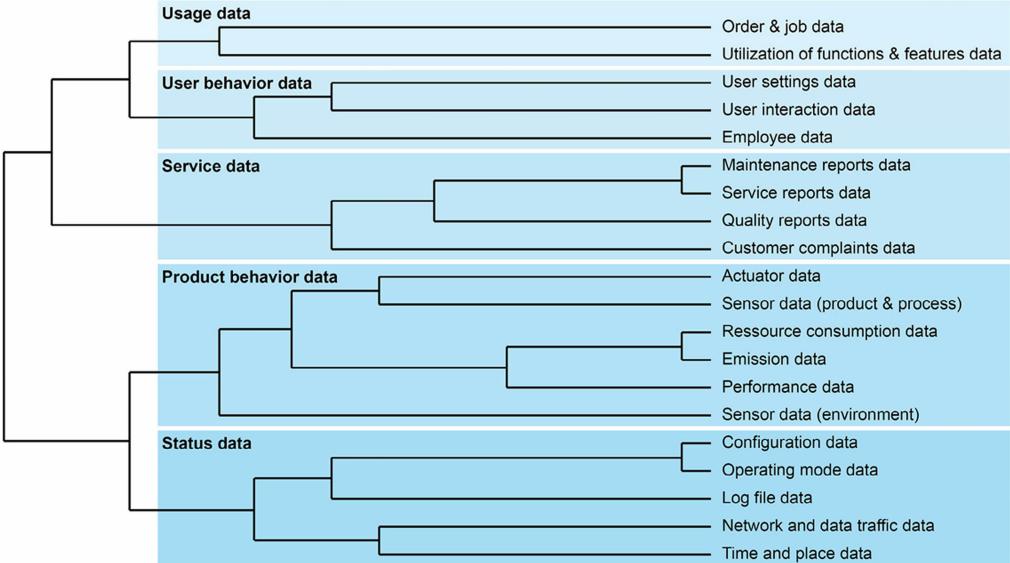 Usage data
Order & job data
Utilization of functions & features data
User behavior data
User settings data
User interaction data
Employee data
Service data
Maintenance reports data
Service reports data
Quality reports data
Customer complaints data
Product behavior data
Actuator data
Sensor data (product & process)
Ressource consumption data
Emission data
Performance data
Sensor data (environment)
Status data
Configuration data
Operating mode data
Log file data
Network and data traffic data
Time and place data